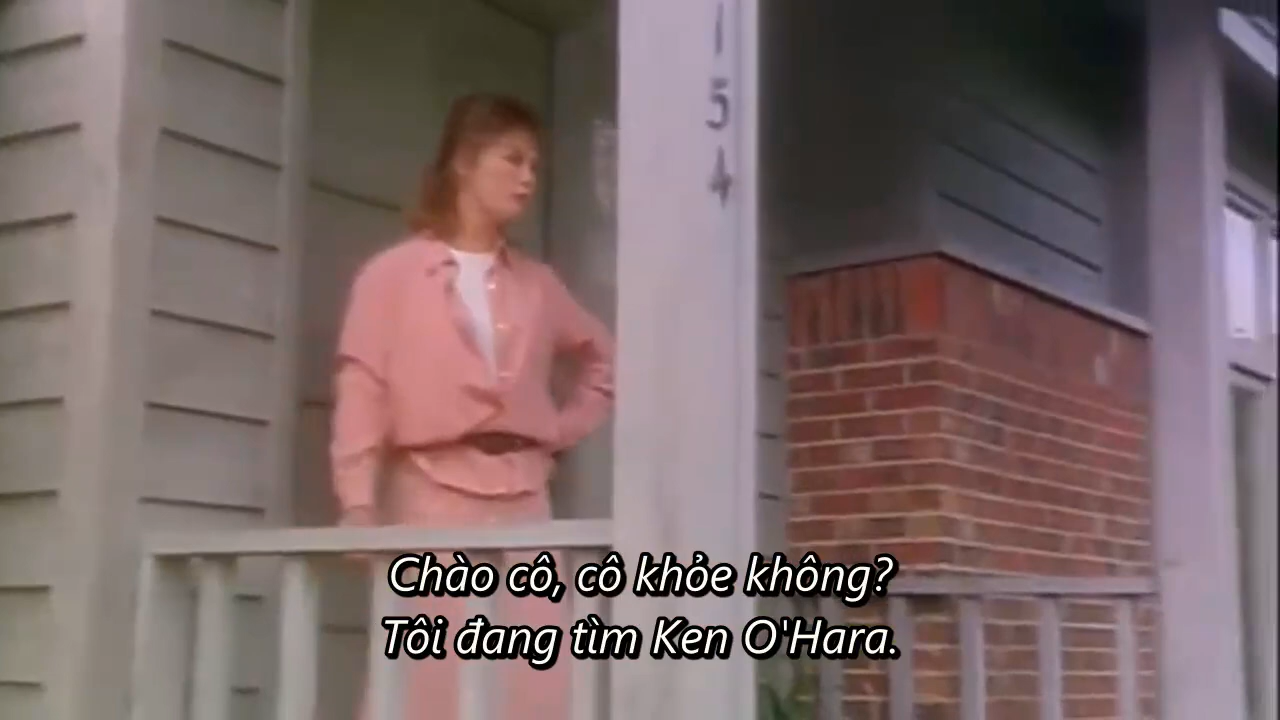 154
Chào cô, cô khỏe không?
Tôi đang tìm Ken O'Hara.